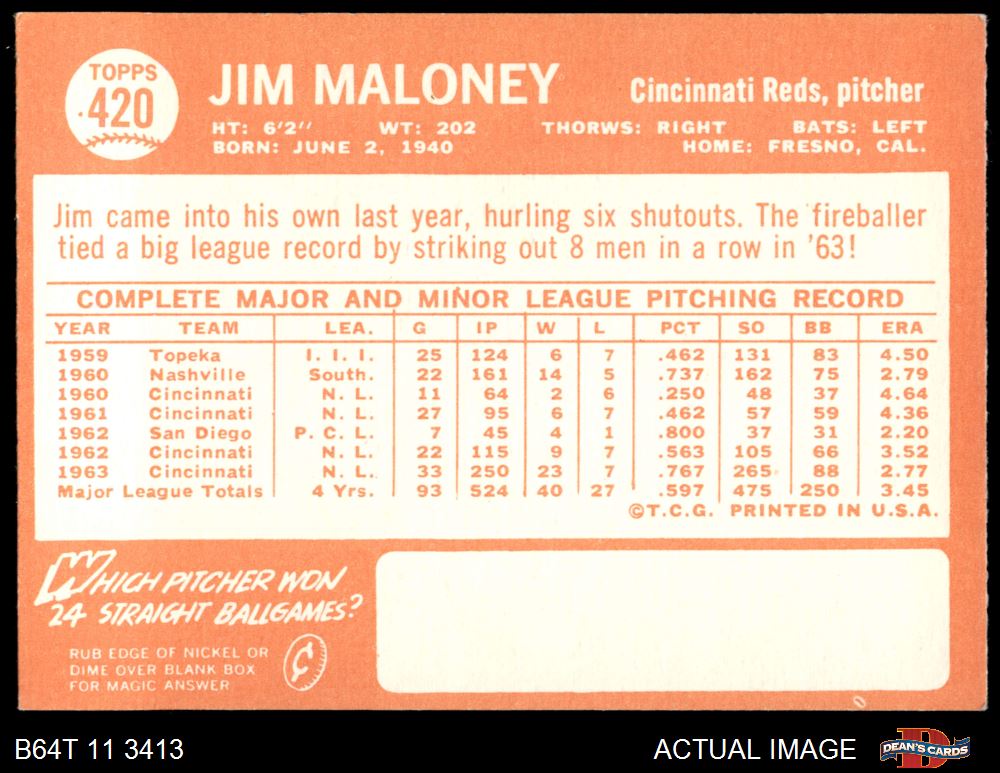 TOPPS
420
JIM MALONEY
Cincinnati Reds, pitcher
HT: 6'2" WT: 202 THORWS: RIGHT BATS: LEFT
BORN: JUNE 2, 1940 HOME: FRESNO, CAL.
Jim came into his own last year, hurling six shutouts. The fireballer
tied a big league record by striking out 8 men in a row in '63!
COMPLETE MAJOR AND MINOR LEAGUE PITCHING RECORD
YEAR TEAM LEA. G IP W L PCT SO BB ERA
1959 Topeka I. I. I. 25 124 6 7 .462 131 83 4.50
1960 Nashville South. 22 161 14 5 .737 162 75 2.79
1960 Cincinnati N. L. 11 64 2 6 .250 48 37 4.64
1961 Cincinnati N. L. 27 95 6 7 .462 57 59 4.36
1962 San Diego P. C. L. 7 45 4 1 .800 37 31 2.20
1962 Cincinnati N. L. 22 115 9 7 .563 105 66 3.52
1963 Cincinnati N. L. 33 250 23 7 .767 265 88 2.77
Major League Totals 4 Yrs. 93 524 40 27 .597 475 250 3.45
©T.C.G. PRINTED IN U.S.A.
WHICH PITCHER WON
24 STRAIGHT BALLGAMES?
RUB EDGE OF NICKEL OR
DIME OVER BLANK BOX
FOR MAGIC ANSWER
¢
B64T 11 3413
ACTUAL IMAGE
DEAN'S CARDS